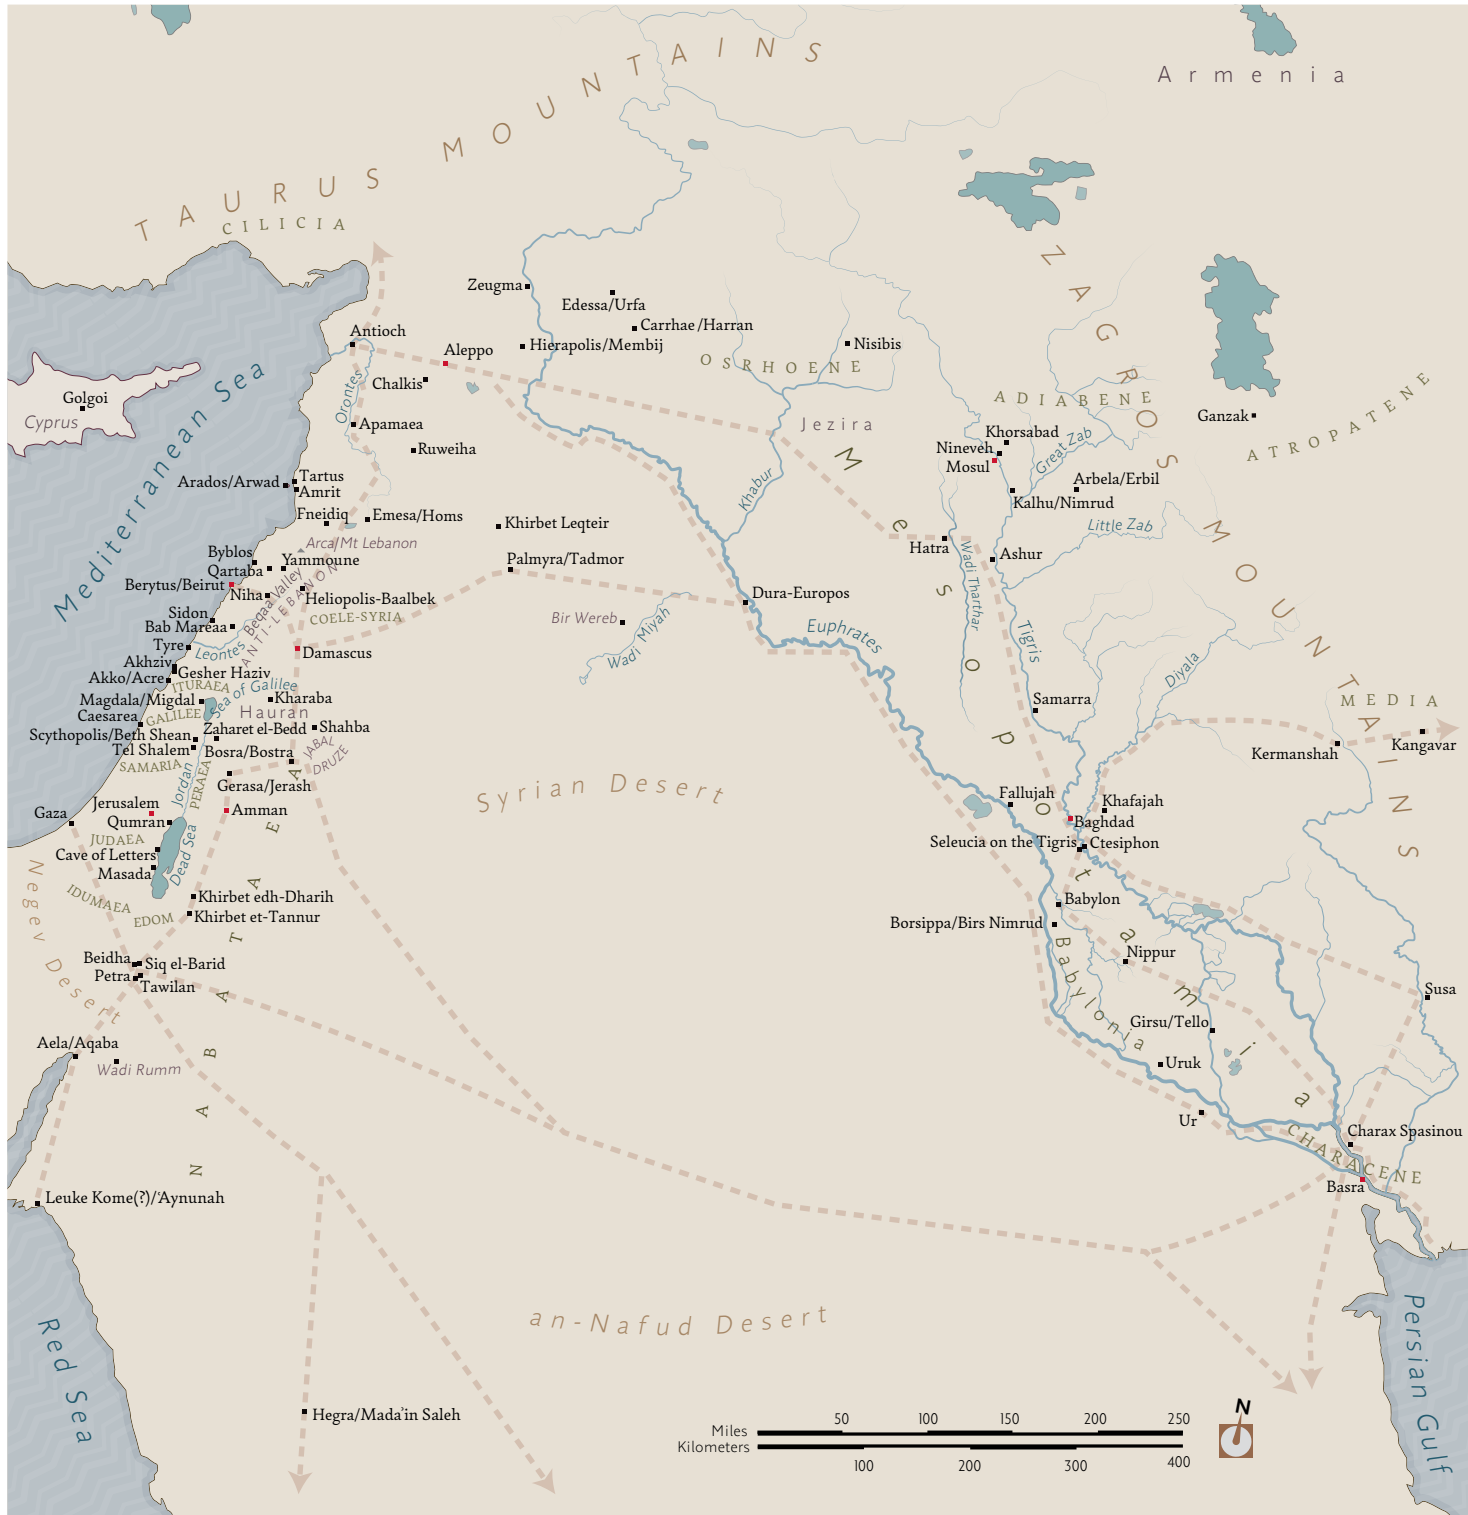 Armenia
TAURUS MOUNTAINS
CILICIA
ZAGROS MOUNTAINS
Zeugma
Edessa/Urfa
Carrhae/Harran
Antioch
Hierapolis/Membij
Nisibis
Aleppo
OSRHOENE
Chalkis
Orontes
Mediterranean Sea
Golgoi
Cyprus
ADIABENE
Ganzak
ATROPATENE
Apamaea
Jezira
Mesopotamia
Khorsabad
Nineveh
Great Zab
Mosul
Ruweiha
Tartus
Arados/Arwad
Amrit
Khabur
Arbela/Erbil
Kalhu/Nimrud
Fneidiq
Emesa/Homs
Khirbet Leqteir
Little Zab
Arca/Mt Lebanon
Hatra
Ashur
Byblos
Yammoune
Qartaba
Palmyra/Tadmor
Berytus/Beirut
Niha
Beqaa Valley
ANTI-LEBANON
Heliopolis-Baalbek
Dura-Europos
Wadi Tharthar
Sidon
COELE-SYRIA
Bir Wereb
Wadi Miyah
Bab Mareaa
Euphrates
Tigris
Tyre
Leontes
Damascus
Akhziv
Gesher Haziv
Akko/Acre
ITURAEA
Sea of Galilee
Diyala
Magdala/Migdal
Kharaba
Samarra
MEDIA
Caesarea
GALILEE
Hauran
Scythopolis/Beth Shean
Zaharet el-Bedd
Shahba
Kangavar
Kermanshah
Tel Shalem
Bosra/Bostra
JABAL
DRUZE
SAMARIA
Jordan
PERAEA
Gerasa/Jerash
Syrian Desert
Fallujah
Khafajah
Jerusalem
Amman
Gaza
Qumran
Baghdad
JUDAEA
Seleucia on the Tigris
Ctesiphon
Cave of Letters
Dead Sea
Masada
NABATAEA
Negev Desert
IDUMAEA
EDOM
Khirbet edh-Dharih
Khirbet et-Tannur
Babylon
Borsippa/Birs Nimrud
Babylonia
Nippur
Beidha
Siq el-Barid
Petra
Tawilan
Susa
Girsu/Tello
Aela/Aqaba
Wadi Rumm
Uruk
Ur
CHARACENE
Charax Spasinou
Basra
Leuke Kome(?)/‘Aynunah
an-Nafud Desert
Red Sea
Persian Gulf
Hegra/Mada’in Saleh
N
50 100 150 200 250
Miles
Kilometers
100 200 300 400